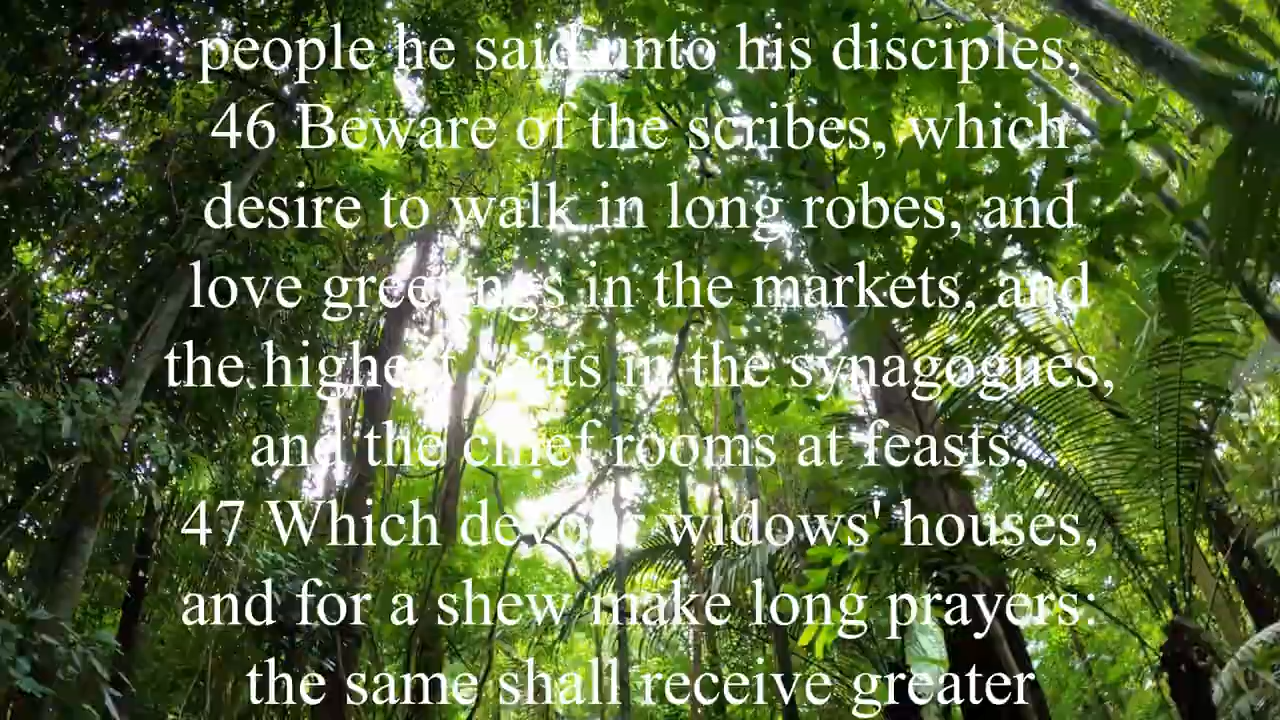 people he said unto his disciples,
46 Beware of the scribes, which
desire to walk in long robes, and
love greetings in the markets, and
the highest seats in the synagogues,
and the chief rooms at feasts;
47 Which devour widows' houses,
and for a shew make long prayers:
the same shall receive greater